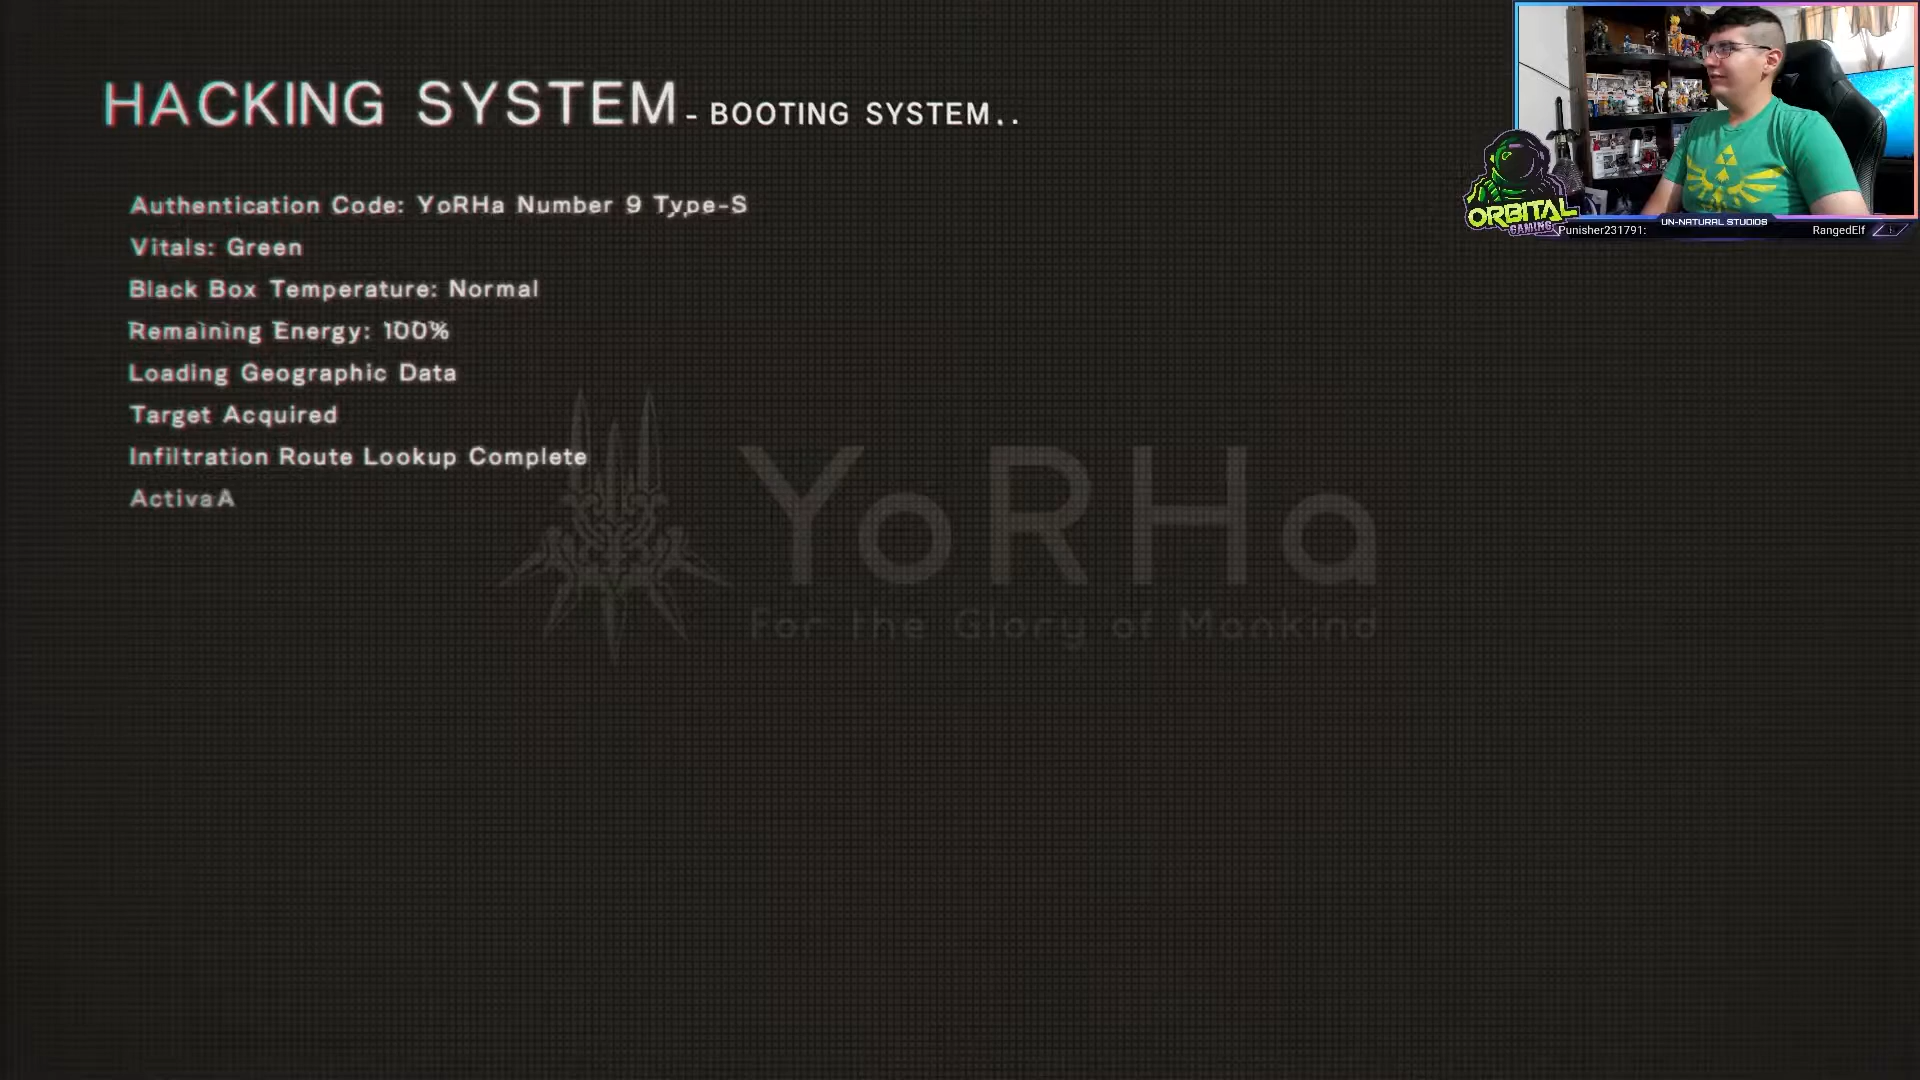 HACKING SYSTEM - BOOTING SYSTEM..
Authentication Code: YoRHa Number 9 Type-S
Vitals: Green
Black Box Temperature: Normal
Remaining Energy: 100%
Loading Geographic Data
Target Acquired
Infiltration Route Lookup Complete
ActivaA
YoRHa
For the Glory of Mankind
ORBITAL
GAMING
UN-NATURAL STUDIOS
Punisher231791:
RangedElf